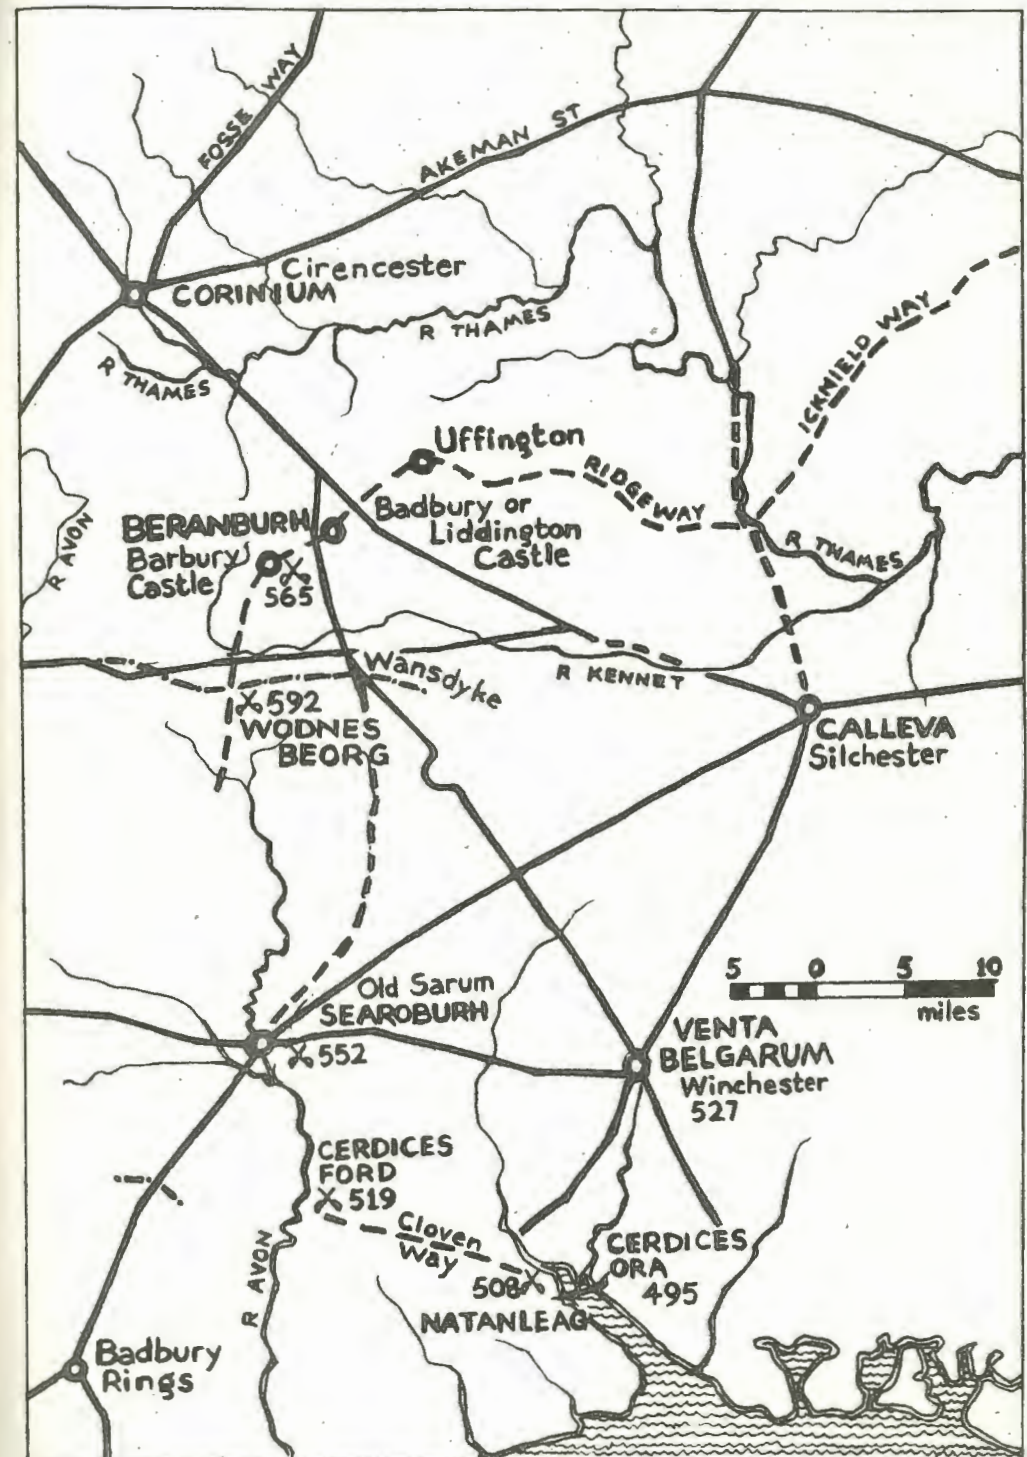 FOSSE WAY
AKEMAN ST
Cirencester
CORINIUM
R THAMES
R THAMES
ICKNIELD WAY
Uffington
RIDGEWAY
Badbury or
Liddington
Castle
BERANBURH
Barbury
Castle
565
R AVON
R THAMES
Wansdyke
R KENNET
592
WODNES
BEORG
CALLEVA
Silchester
5 0 5 10
miles
Old Sarum
SEAROBURH
552
VENTA
BELGARUM
Winchester
527
CERDICES
FORD
519
Cloven
Way
R AVON
CERDICES
ORA
495
508
NATANLEAG
Badbury
Rings